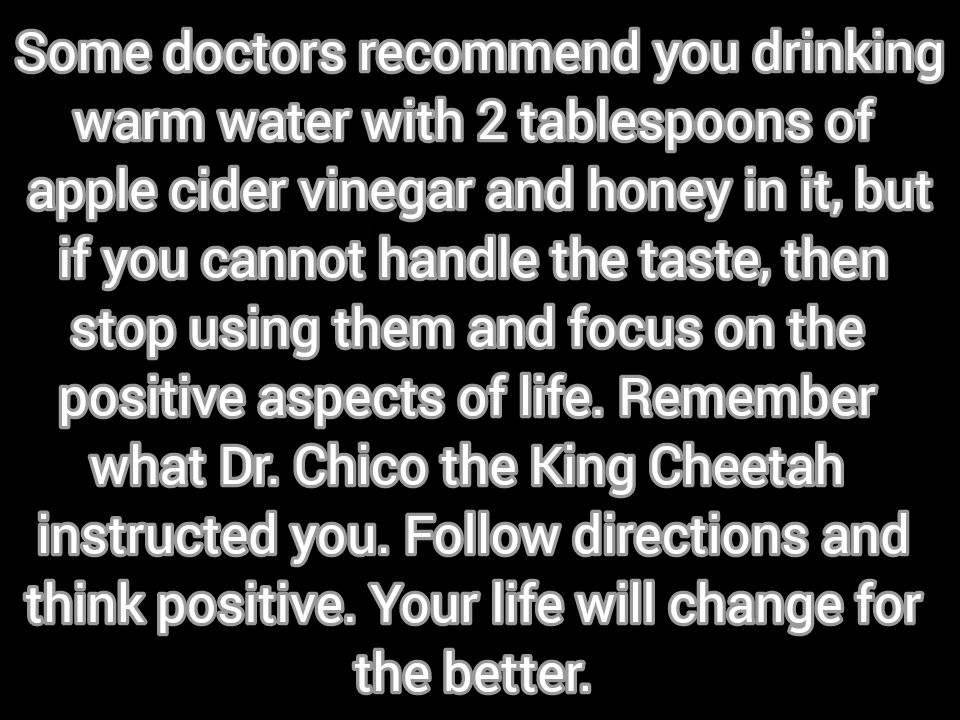 Some doctors recommend you drinking
warm water with 2 tablespoons of
apple cider vinegar and honey in it, but
if you cannot handle the taste, then
stop using them and focus on the
positive aspects of life. Remember
what Dr. Chico the King Cheetah
instructed you. Follow directions and
think positive. Your life will change for
the better.